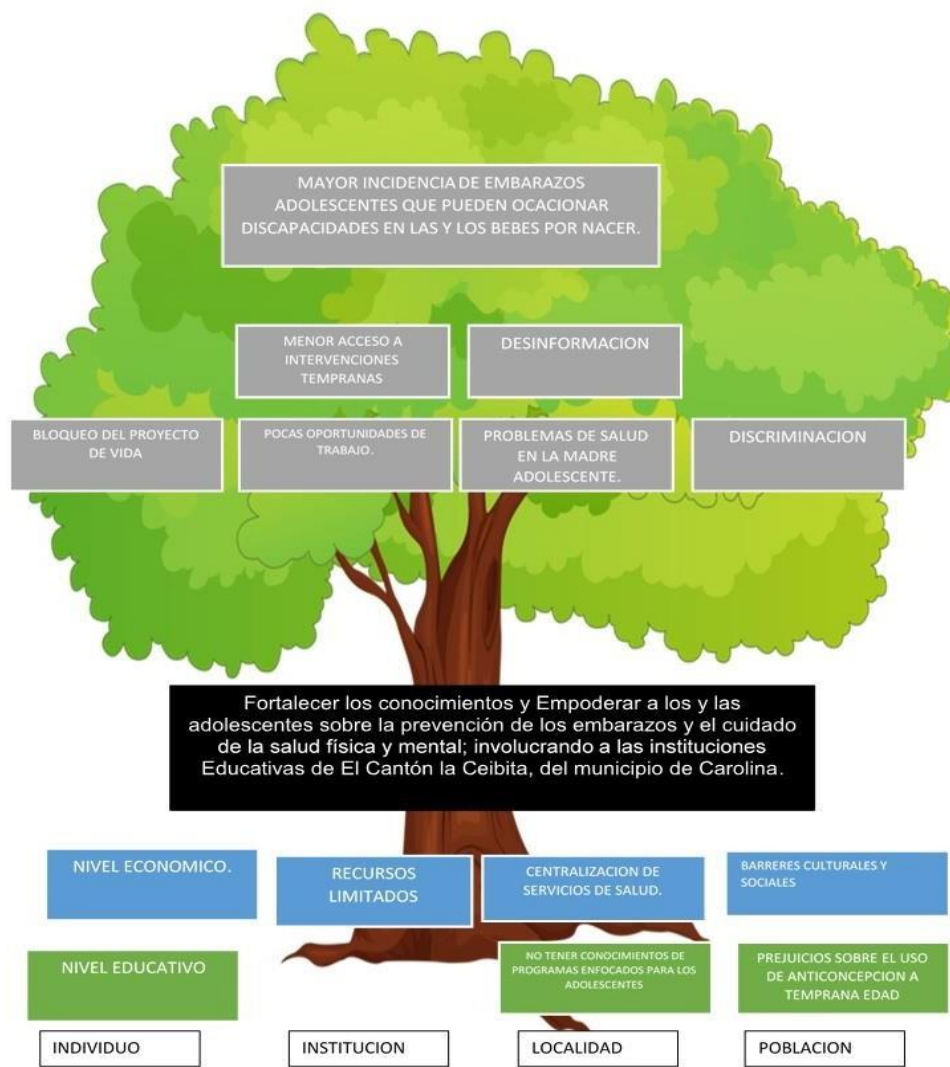 MAYOR INCIDENCIA DE EMBARAZOS
ADOLESCENTES QUE PUEDEN OCACIONAR
DISCAPACIDADES EN LAS Y LOS BEBES POR NACER.
MENOR ACCESO A
INTERVENCIONES
TEMPRANAS
DESINFORMACION
BLOQUEO DEL PROYECTO
DE VIDA
POCAS OPORTUNIDADES DE
TRABAJO.
PROBLEMAS DE SALUD
EN LA MADRE
ADOLESCENTE.
DISCRIMINACION
Fortalecer los conocimientos y Empoderar a los y las
adolescentes sobre la prevención de los embarazos y el cuidado
de la salud física y mental; involucrando a las instituciones
Educativas de El Cantón la Ceibita, del municipio de Carolina.
NIVEL ECONOMICO.
RECURSOS
LIMITADOS
CENTRALIZACION DE
SERVICIOS DE SALUD.
BARRERES CULTURALES Y
SOCIALES
NIVEL EDUCATIVO
NO TENER CONOCIMIENTOS DE
PROGRAMAS ENFOCADOS PARA LOS
ADOLESCENTES
PREJUICIOS SOBRE EL USO
DE ANTICONCEPCION A
TEMPRANA EDAD
INDIVIDUO
INSTITUCION
LOCALIDAD
POBLACION